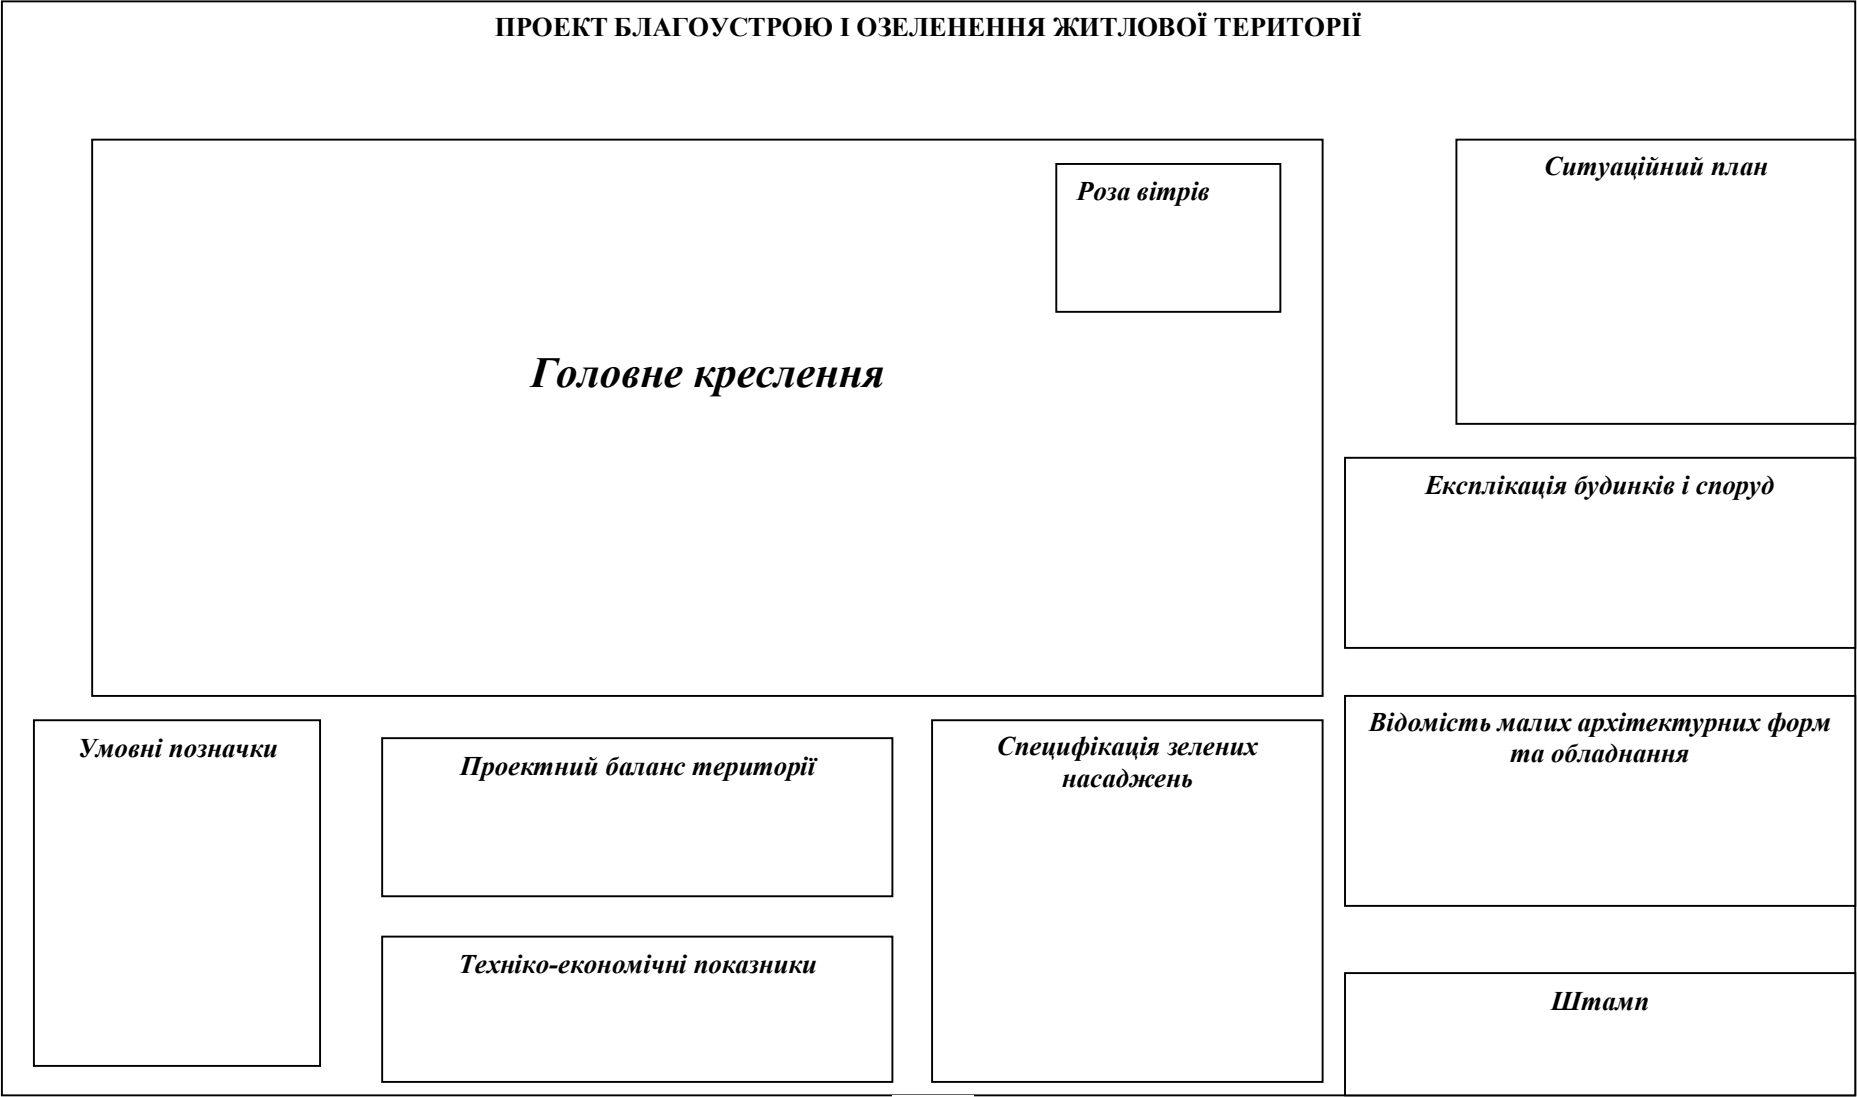 ПРОЕКТ БЛАГОУСТРОЮ І ОЗЕЛЕНЕННЯ ЖИТЛОВОЇ ТЕРИТОРІЇ
Ситуаційний план
Роза вітрів
Головне креслення
Експлікація будинків і споруд
Умовні позначки
Проектний баланс території
Специфікація зелених
насаджень
Відомість малих архітектурних форм
та обладнання
Техніко-економічні показники
Штамп